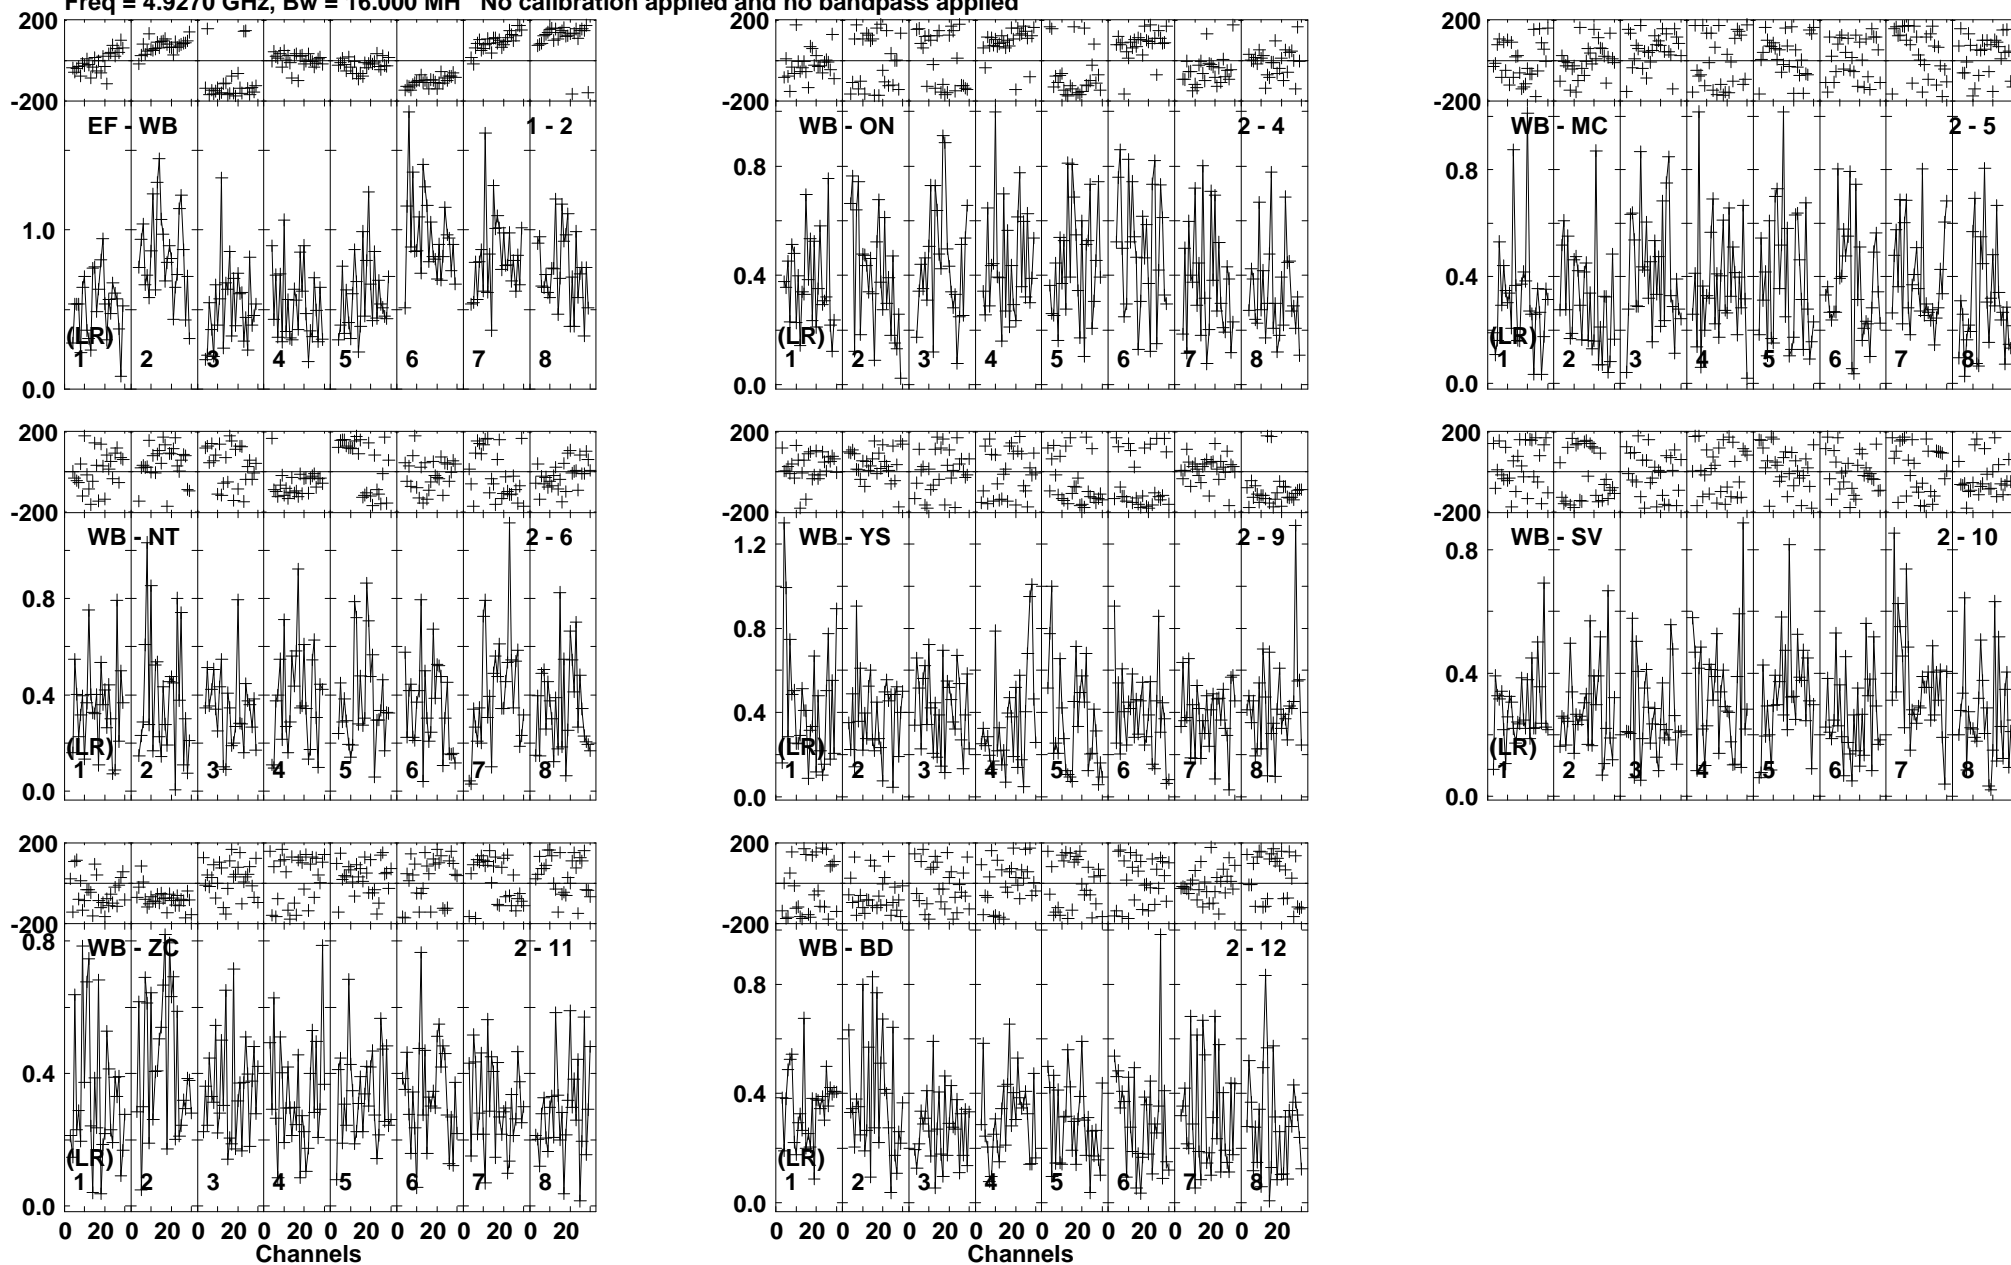 Freq = 4.9270 GHz, Bw = 16.000 MH No calibration applied and no bandpass applied
200 200 200
-200 -200 -200
EF - WB 1 - 2 WB - ON 2 - 4 WB - MC 2 - 5
0.8 0.8
1.0
0.4 0.4
(LR) (LR) (LR)
1 2 3 4 5 6 7 8 1 2 3 4 5 6 7 8 1 2 3 4 5 6 7 8
0.0 0.0 0.0
200 200 200
-200 -200 -200
WB - NT 2 - 6 WB - YS 2 - 9 WB - SV 2 - 10
1.2 0.8
0.8 0.8
0.4 0.4 0.4
(LR) (LR) (LR)
1 2 3 4 5 6 7 8 1 2 3 4 5 6 7 8 1 2 3 4 5 6 7 8
0.0 0.0 0.0
200 200
-200 -200
0.8 WB - ZC 2 - 11 WB - BD 2 - 12
0.8
0.4 0.4
(LR) (LR)
1 2 3 4 5 6 7 8 1 2 3 4 5 6 7 8
0.0 0.0
0 20 0 20 0 20 0 20 0 20 0 20 0 20 0 20 0 20 0 20 0 20 0 20 0 20 0 20 0 20 0 20
Channels Channels